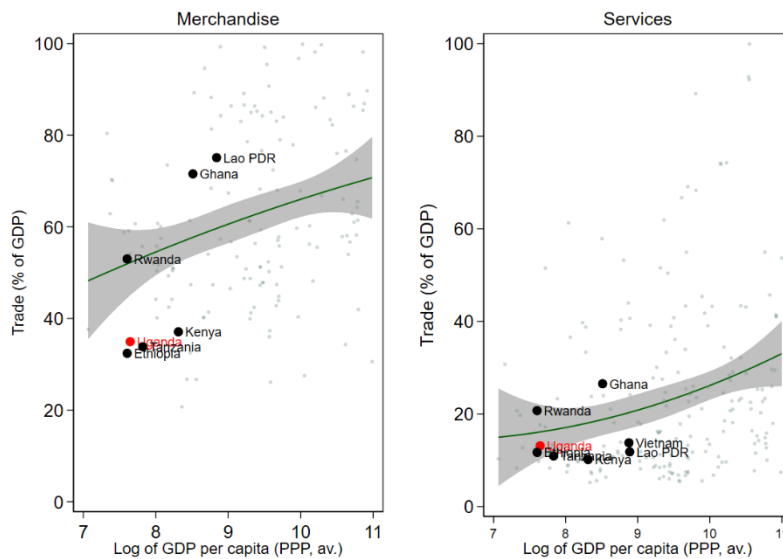 Merchandise
Services
Trade (% of GDP)
100
80
60
40
20
0
Lao PDR
Ghana
Rwanda
Kenya
Uganda
Tanzania
Ethiopia
7 8 9 10 11
Log of GDP per capita (PPP, av.)
Trade (% of GDP)
100
80
60
40
20
0
Ghana
Rwanda
Vietnam
Uganda
Lao PDR
Ethiopia
Tanzania
Kenya
7 8 9 10 1
Log of GDP per capita (PPP, av.)